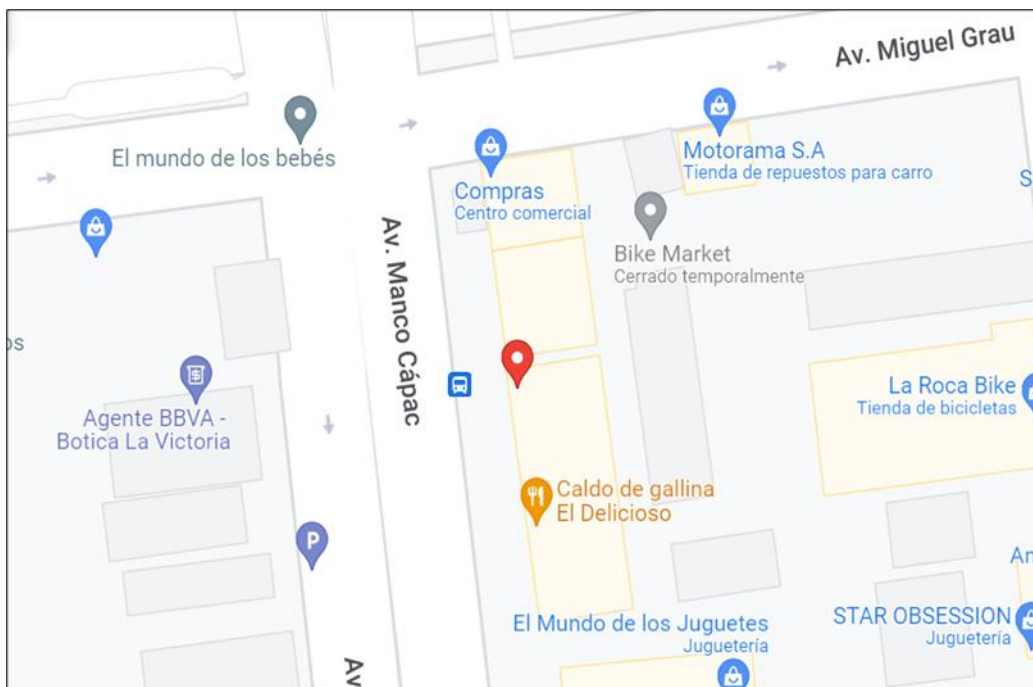 Av. Miguel Grau
El mundo de los bebés
Motorama S.A
Tienda de repuestos para carro
Compras
Centro comercial
S
Av. Manco Cápac
Bike Market
Cerrado temporalmente
os
$
Agente BBVA -
Botica La Victoria
La Roca Bike
Tienda de bicicletas
Caldo de gallina
El Delicioso
P
An
El Mundo de los Juguetes
Juguetería
STAR OBSESSION
Juguetería
Av